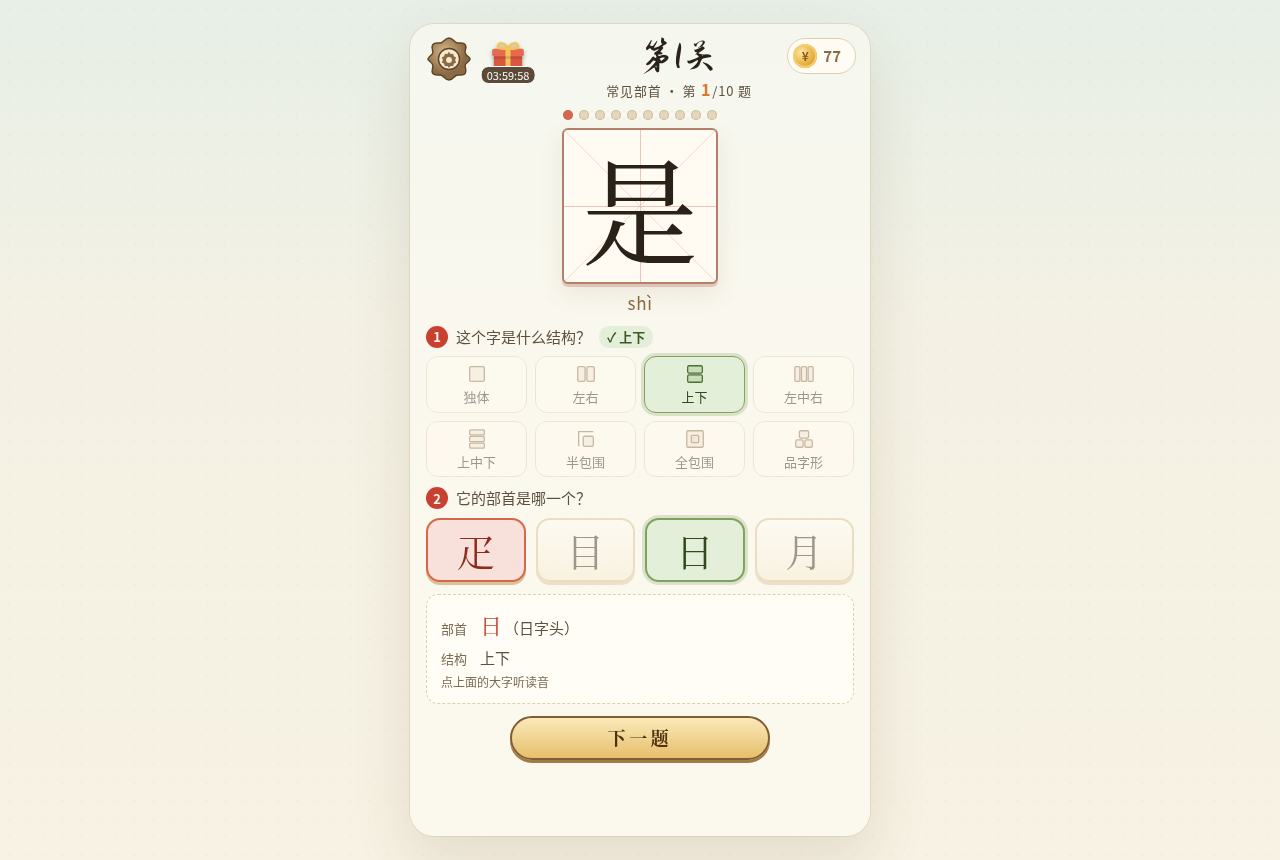 第1关
¥ 77
03:59:58
常见部首 · 第 1/10 题
是
shì
1 这个字是什么结构？ ✓上下
独体 左右 上下 左中右
上中下 半包围 全包围 品字形
2 它的部首是哪一个？
疋 目 日 月
部首 日（日字头）
结构 上下
点上面的大字听读音
下一题